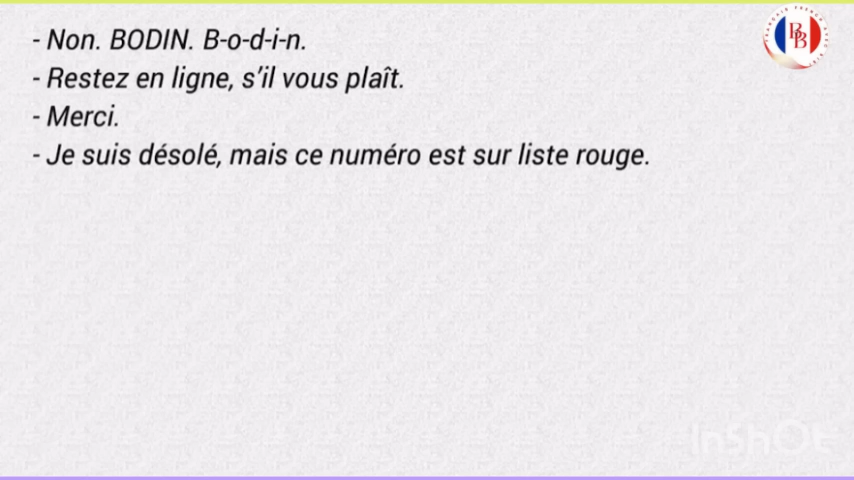 - Non. BODIN. B-o-d-i-n.
- Restez en ligne, s'il vous plaît.
- Merci.
- Je suis désolé, mais ce numéro est sur liste rouge.
InShOt